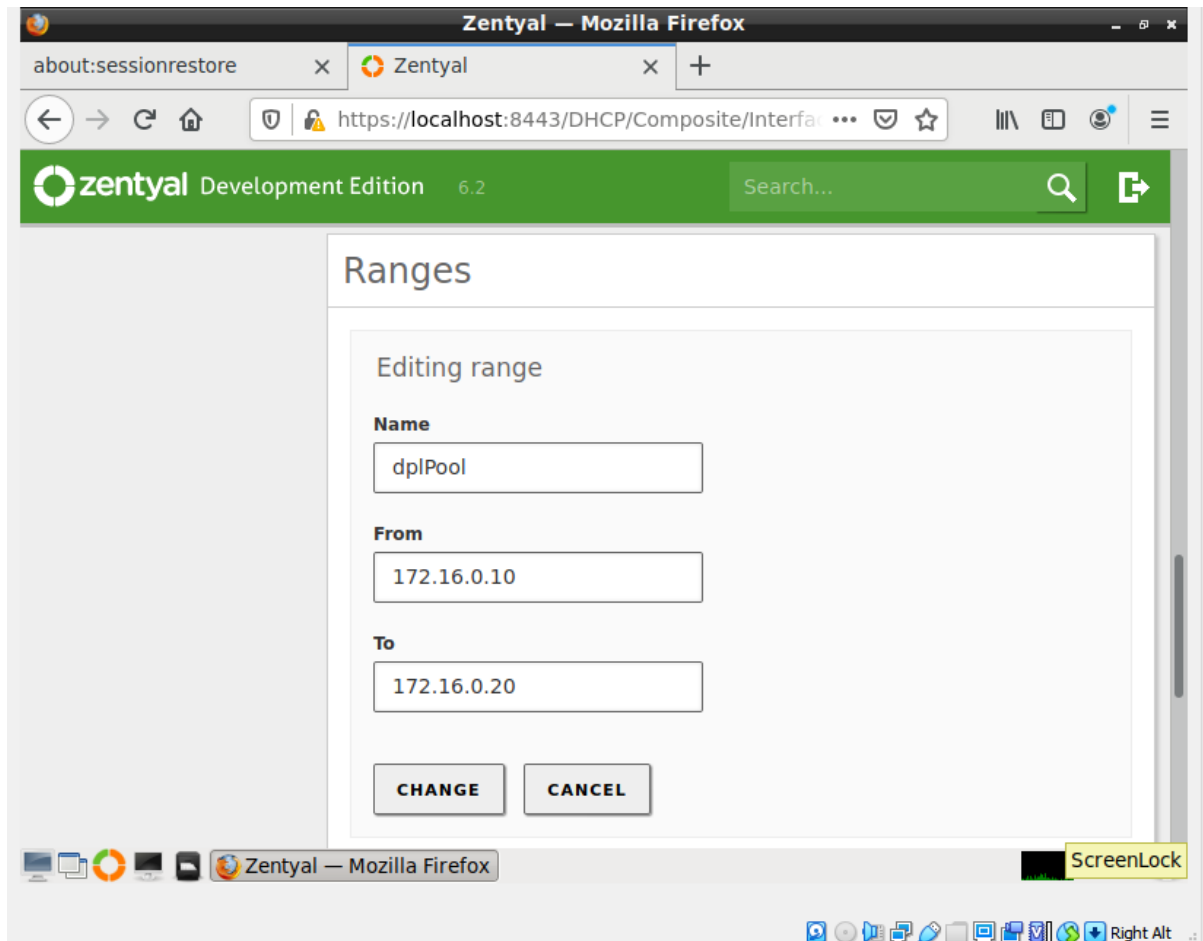 Zentyal — Mozilla Firefox
about:sessionrestore
Zentyal
https://localhost:8443/DHCP/Composite/Interfa
zentyal Development Edition 6.2
Search...
Ranges
Editing range
Name
dplPool
From
172.16.0.10
To
172.16.0.20
CHANGE CANCEL
Zentyal — Mozilla Firefox
ScreenLock
Right Alt